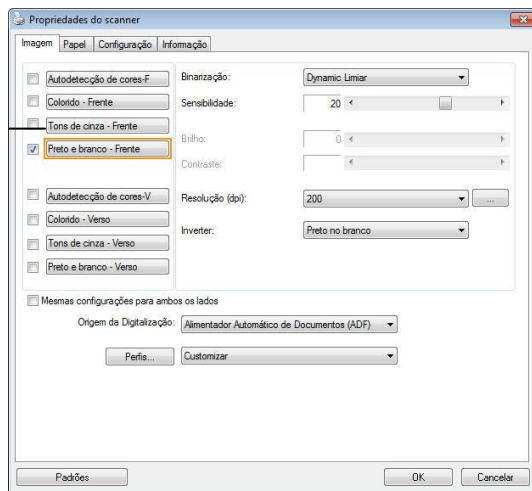 Propriedades do scanner
Imagem Papel Configuração Informação
Autodetecção de cores-F
Colorido - Frente
Tons de cinza - Frente
Preto e branco - Frente
Autodetecção de cores-V
Colorido - Verso
Tons de cinza - Verso
Preto e branco - Verso
Binarização: Dynamic Limiar
Sensibilidade: 20
Brilho: 0
Contraste:
Resolução (dpi): 200 ...
Inverter: Preto no branco
Mesmas configurações para ambos os lados
Origem da Digitalização: Alimentador Automático de Documentos (ADF)
Perfis... Customizar
Padrões OK Cancelar